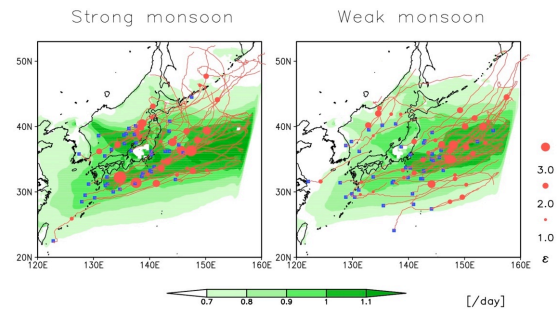 Strong monsoon
Weak monsoon
50N
40N
30N
20N
120E 130E 140E 150E 160E
50N
40N
30N
20N
120E 130E 140E 150E 160E
3.0
2.0
1.0
ε
0.7 0.8 0.9 1 1.1
[/day]